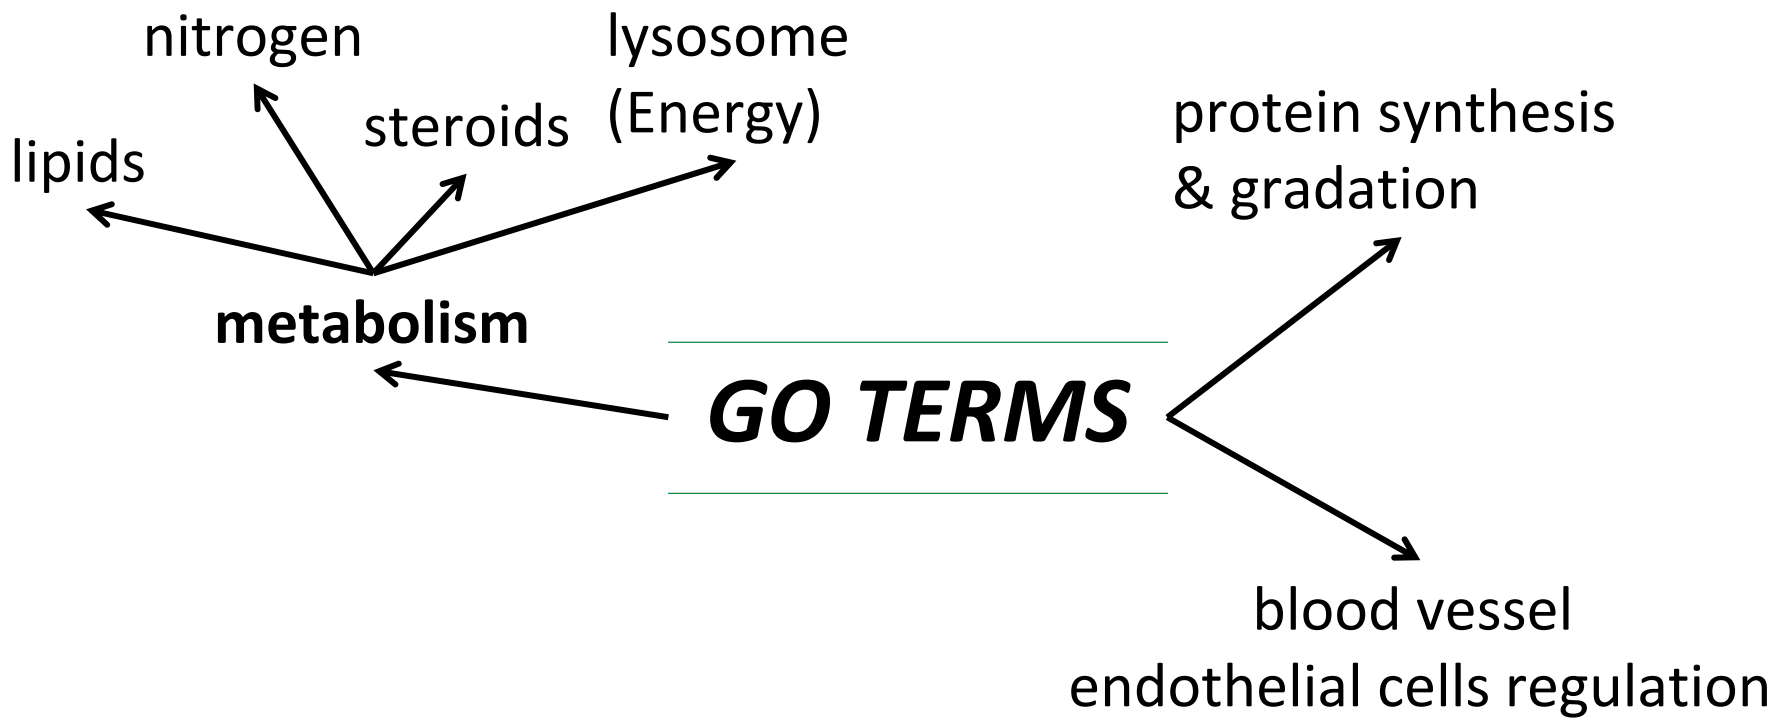 nitrogen
lysosome
(Energy)
steroids
lipids
protein synthesis
& gradation
metabolism
GO TERMS
blood vessel
endothelial cells regulation